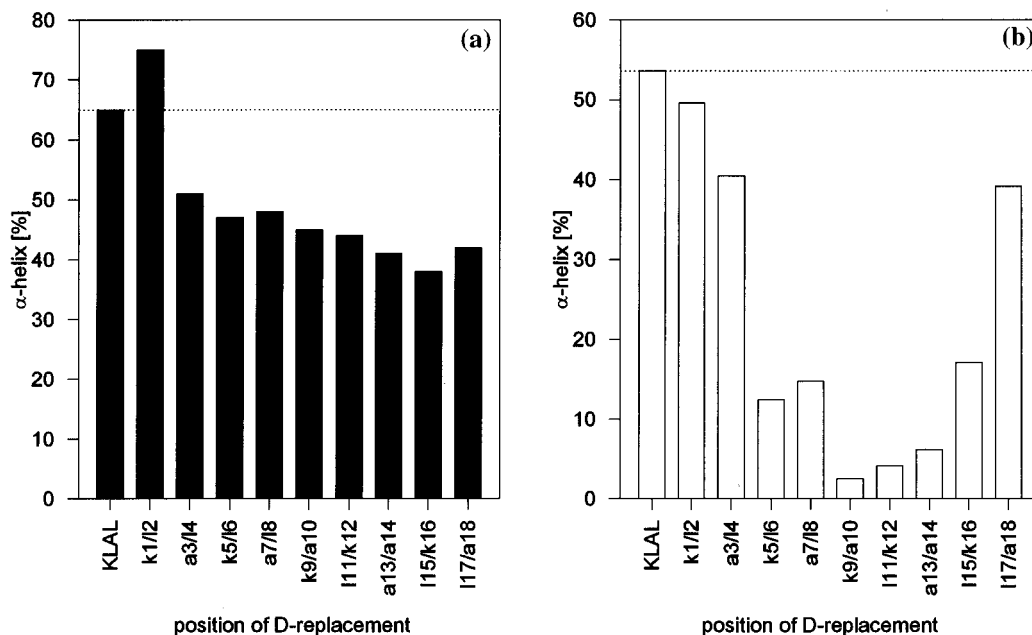 (a)
α-helix [%]
80
70
60
50
40
30
20
10
0
KLAL
k1/l2
a3/l4
k5/l6
a7/l8
k9/a10
l11/k12
a13/a14
l15/k16
l17/a18
position of D-replacement
(b)
α-helix [%]
60
50
40
30
20
10
0
KLAL
k1/l2
a3/l4
k5/l6
a7/l8
k9/a10
l11/k12
a13/a14
l15/k16
l17/a18
position of D-replacement